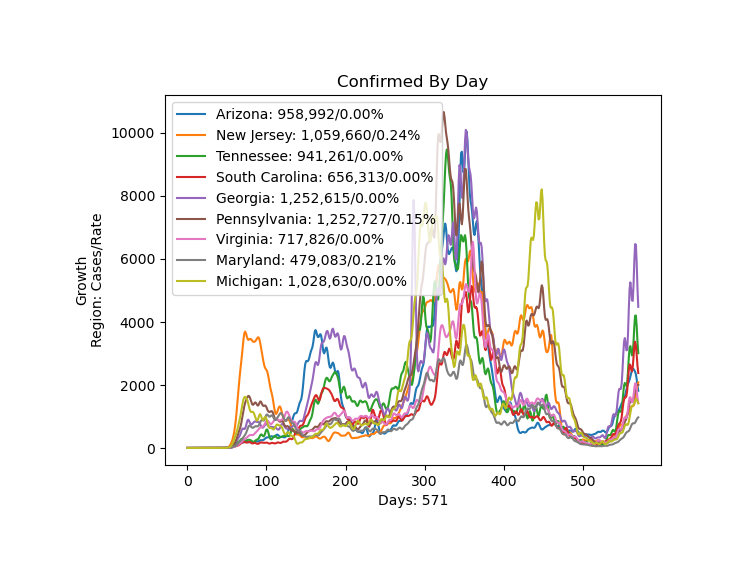 Confirmed By Day
Growth
Region: Cases/Rate
10000
8000
6000
4000
2000
0
Arizona: 958,992/0.00%
New Jersey: 1,059,660/0.24%
Tennessee: 941,261/0.00%
South Carolina: 656,313/0.00%
Georgia: 1,252,615/0.00%
Pennsylvania: 1,252,727/0.15%
Virginia: 717,826/0.00%
Maryland: 479,083/0.21%
Michigan: 1,028,630/0.00%
0 100 200 300 400 500
Days: 571